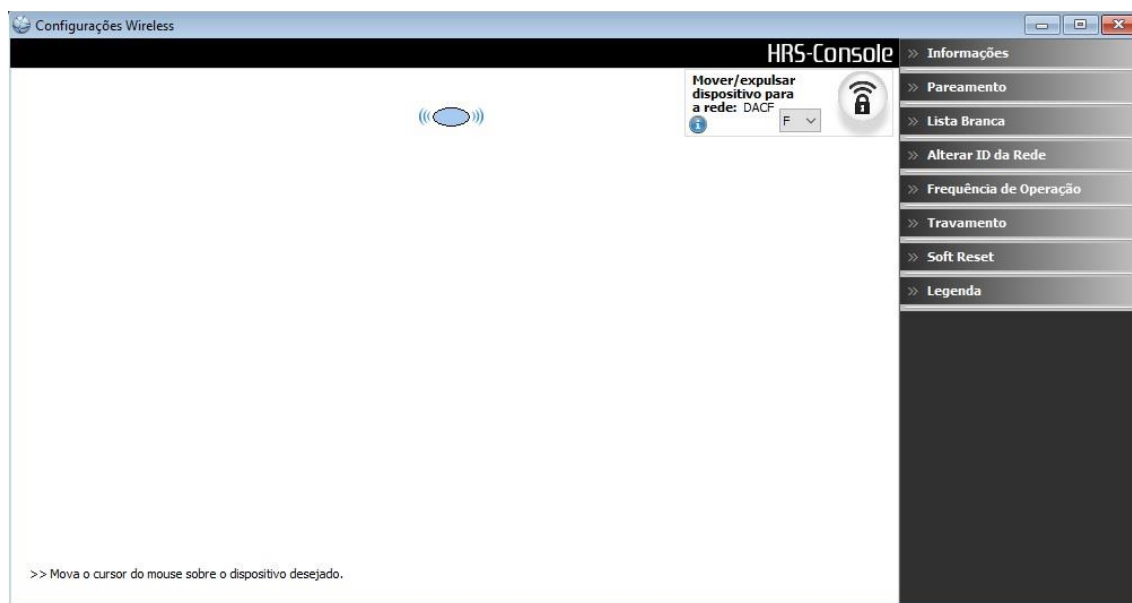 Configurações Wireless
HRS-Console
Mover/expulsar
dispositivo para
a rede: DACF
F
Informações
Pareamento
Lista Branca
Alterar ID da Rede
Frequência de Operação
Travamento
Soft Reset
Legenda
>> Mova o cursor do mouse sobre o dispositivo desejado.